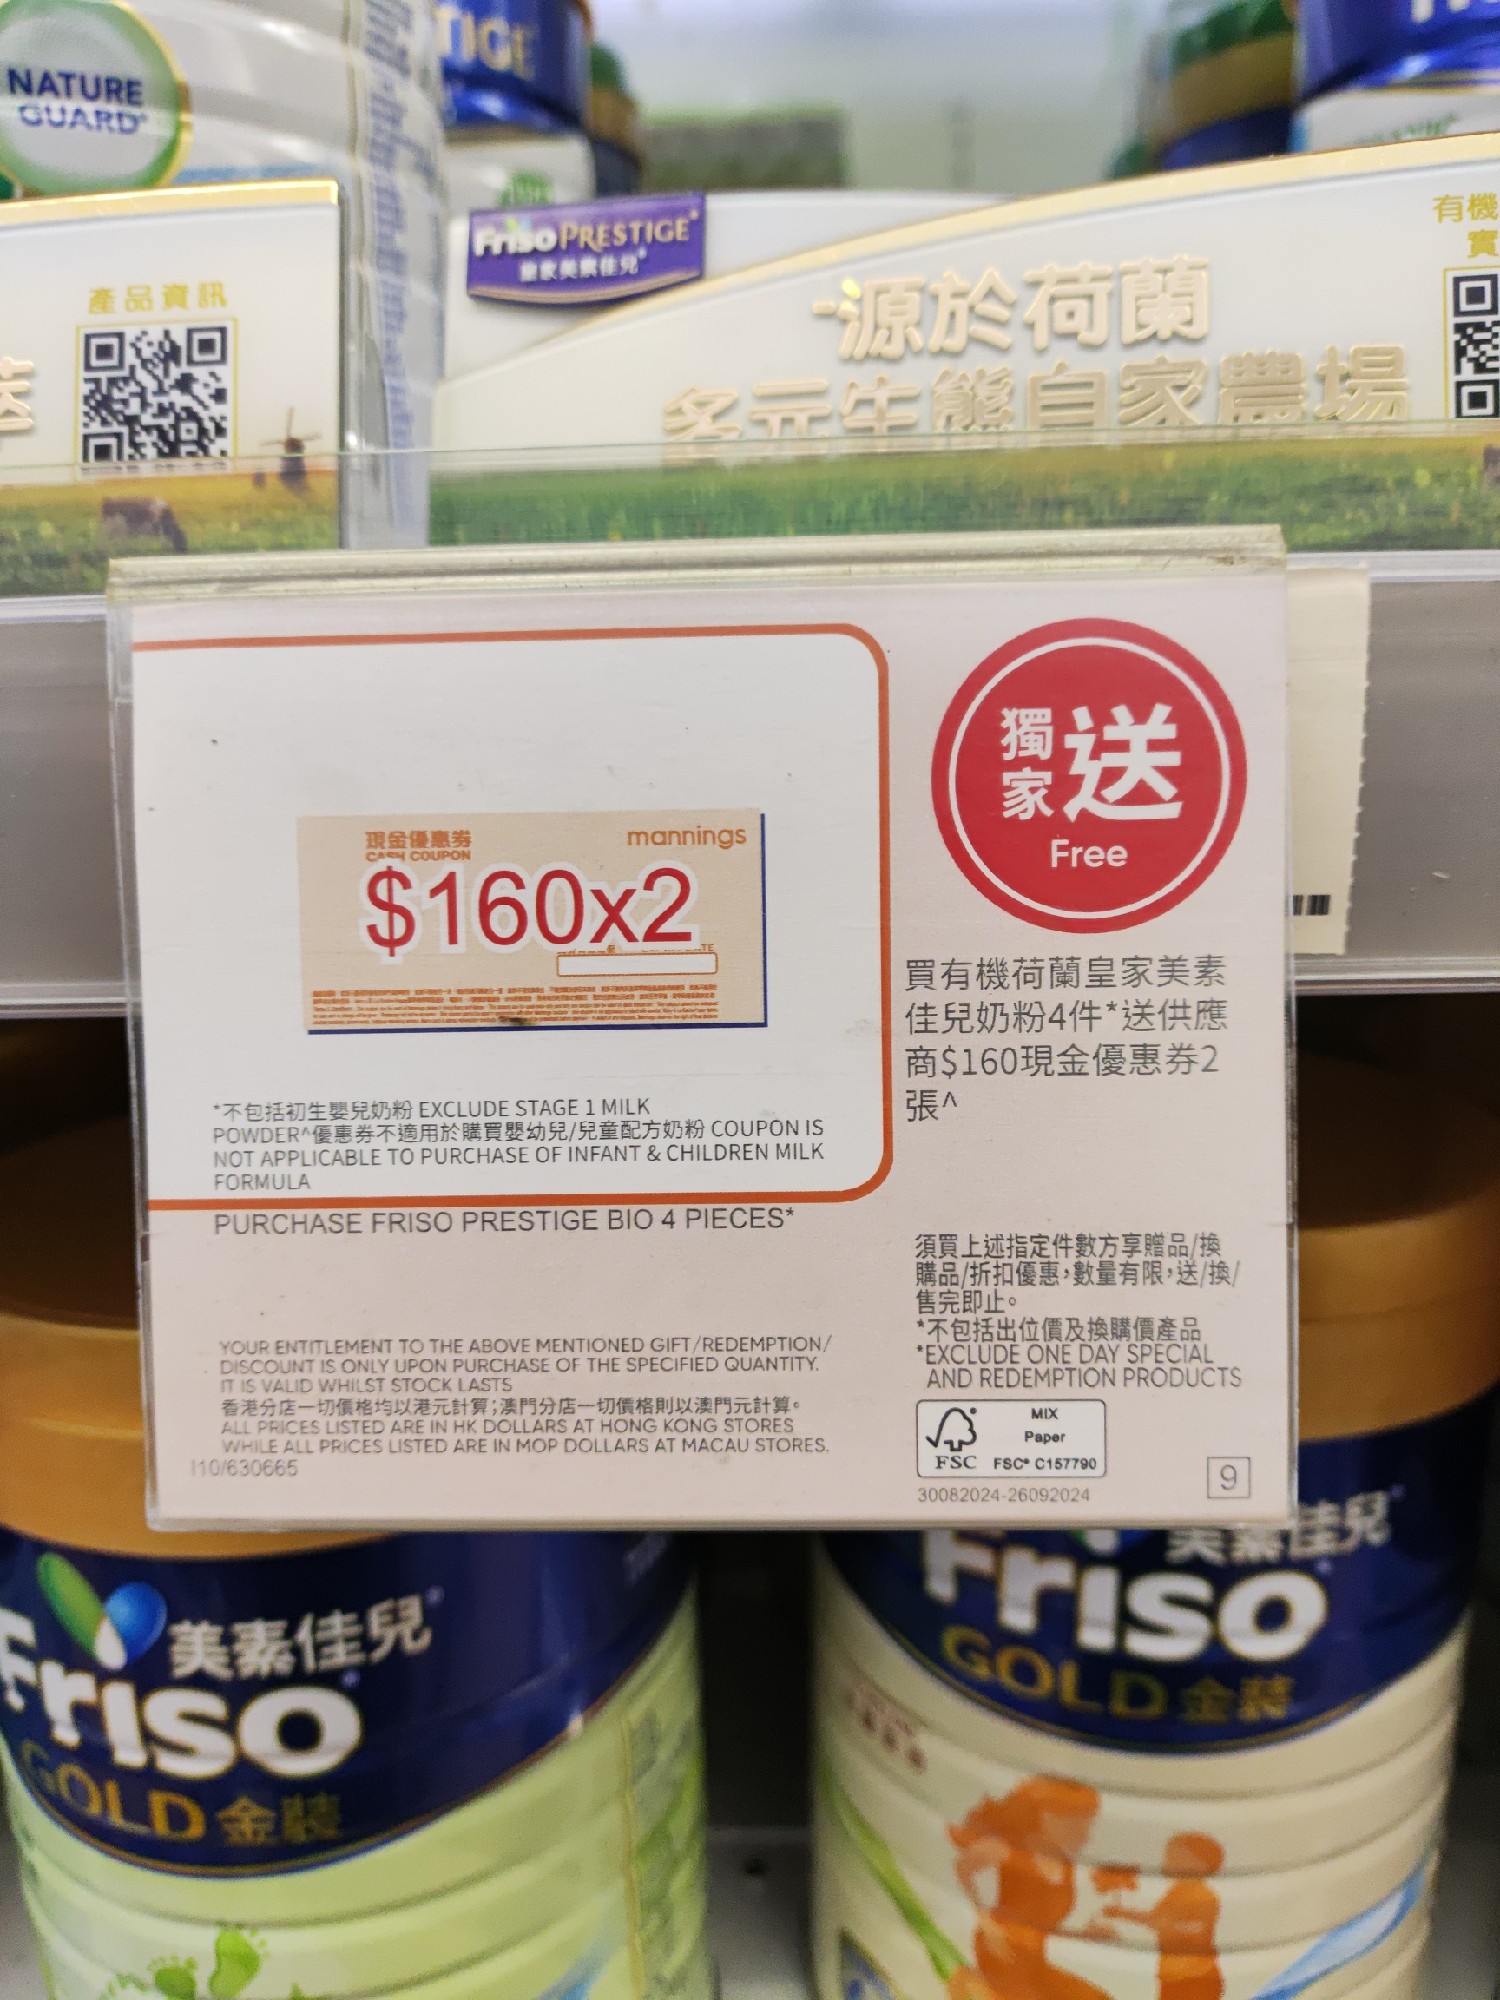 NATURE
GUARD
TIGE
產品資訊
Friso PRESTIGE
皇家美素佳兒
源於荷蘭
多元生態自家農場
有機
現金優惠券
mannings
CASH COUPON
$160x2
獨家送
Free
買有機荷蘭皇家美素
佳兒奶粉4件*送供應
商$160現金優惠券2
張^
*不包括初生嬰兒奶粉 EXCLUDE STAGE 1 MILK
POWDER^優惠券不適用於購買嬰幼兒/兒童配方奶粉 COUPON IS
NOT APPLICABLE TO PURCHASE OF INFANT & CHILDREN MILK
FORMULA
PURCHASE FRISO PRESTIGE BIO 4 PIECES*
須買上述指定件數方享贈品/換
購品/折扣優惠,數量有限,送/換/
售完即止。
*不包括出位價及換購價產品
*EXCLUDE ONE DAY SPECIAL
AND REDEMPTION PRODUCTS
YOUR ENTITLEMENT TO THE ABOVE MENTIONED GIFT/REDEMPTION/
DISCOUNT IS ONLY UPON PURCHASE OF THE SPECIFIED QUANTITY.
IT IS VALID WHILST STOCK LASTS
香港分店一切價格均以港元計算;澳門分店一切價格則以澳門元計算。
ALL PRICES LISTED ARE IN HK DOLLARS AT HONG KONG STORES
WHILE ALL PRICES LISTED ARE IN MOP DOLLARS AT MACAU STORES.
I10/630665
MIX
Paper
FSC
FSC® C157790
30082024-26092024
9
美素佳兒
Friso
GOLD 金裝
美素佳兒
Friso
GOLD 金裝